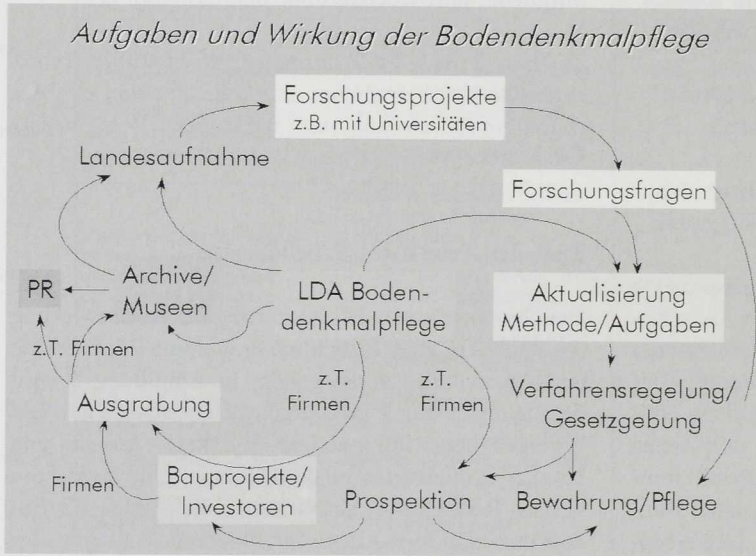 Aufgaben und Wirkung der Bodendenkmalpflege
Forschungsprojekte
z.B. mit Universitäten
Landesaufnahme
Forschungsfragen
PR
Archive/
Museen
LDA Boden-
denkmalpflege
Aktualisierung
Methode/Aufgaben
z.T. Firmen
z.T.
Firmen
z.T.
Firmen
Verfahrensregelung/
Gesetzgebung
Ausgrabung
Firmen
Bauprojekte/
Investoren
Prospektion
Bewahrung/Pflege